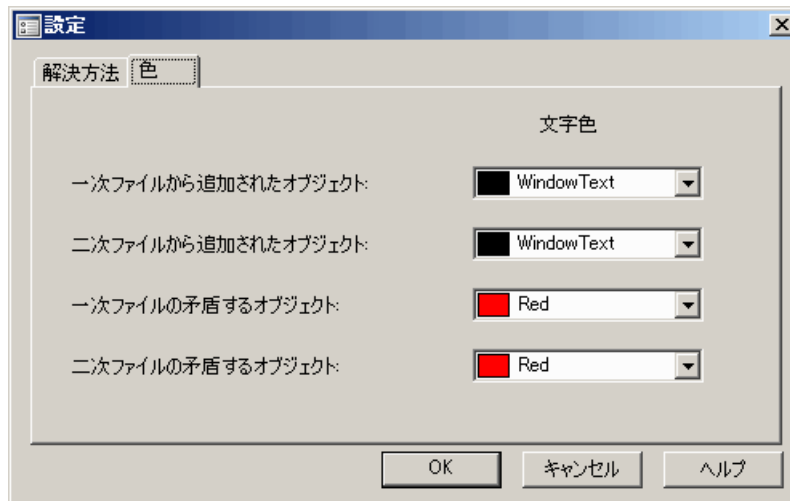 設定
解決方法 色
文字色
一次ファイルから追加されたオブジェクト: WindowText
二次ファイルから追加されたオブジェクト: WindowText
一次ファイルの矛盾するオブジェクト: Red
二次ファイルの矛盾するオブジェクト: Red
OK キャンセル ヘルプ